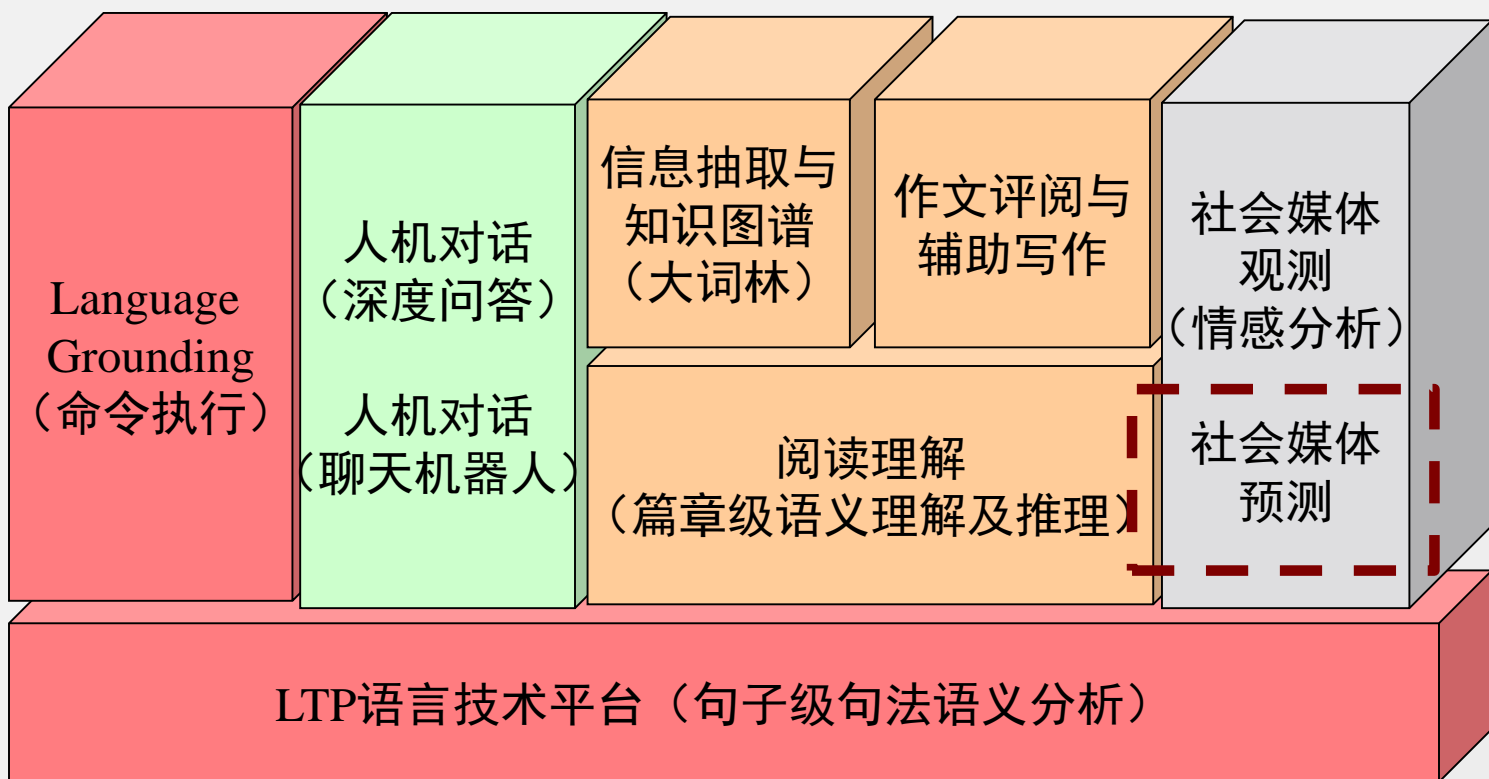 Language
Grounding
（命令执行）
人机对话
（深度问答）
人机对话
（聊天机器人）
信息抽取与
知识图谱
（大词林）
作文评阅与
辅助写作
阅读理解
（篇章级语义理解及推理）
社会媒体
观测
（情感分析）
社会媒体
预测
LTP语言技术平台（句子级句法语义分析）